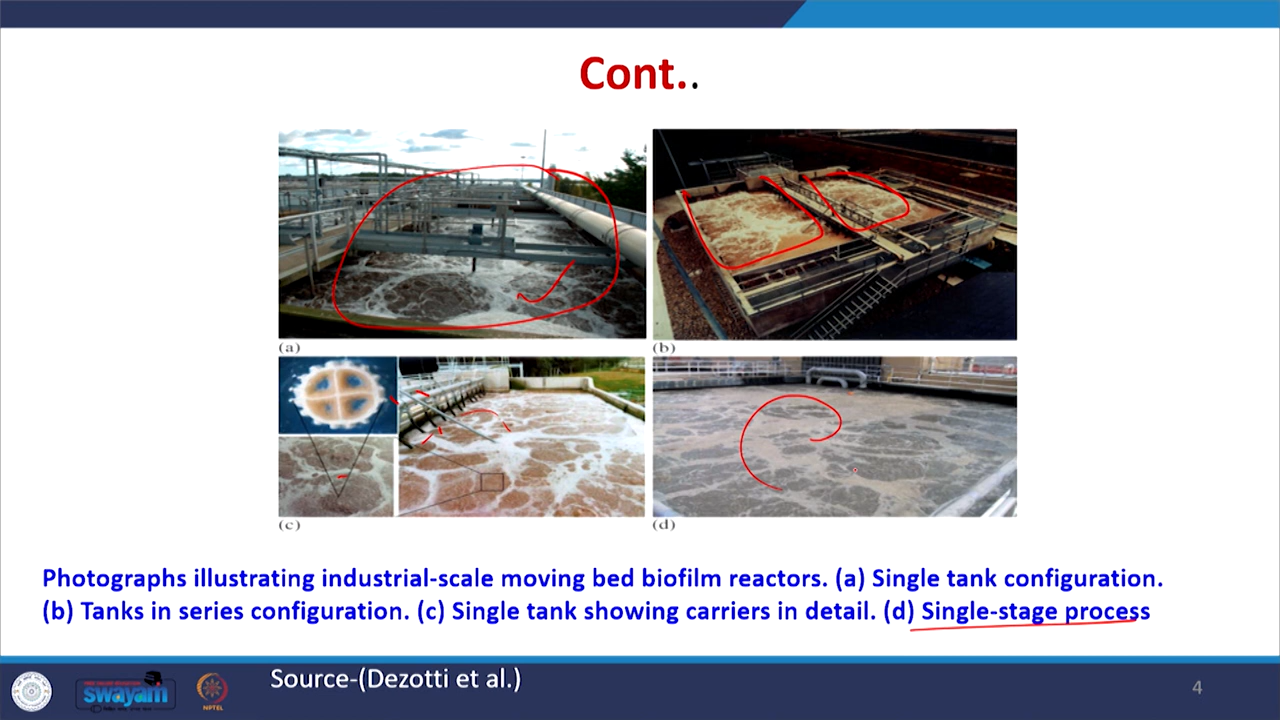 Cont..
(a)
(b)
(c)
(d)
Photographs illustrating industrial-scale moving bed biofilm reactors. (a) Single tank configuration.
(b) Tanks in series configuration. (c) Single tank showing carriers in detail. (d) Single-stage process
Source-(Dezotti et al.)
swayam
NPTEL
4